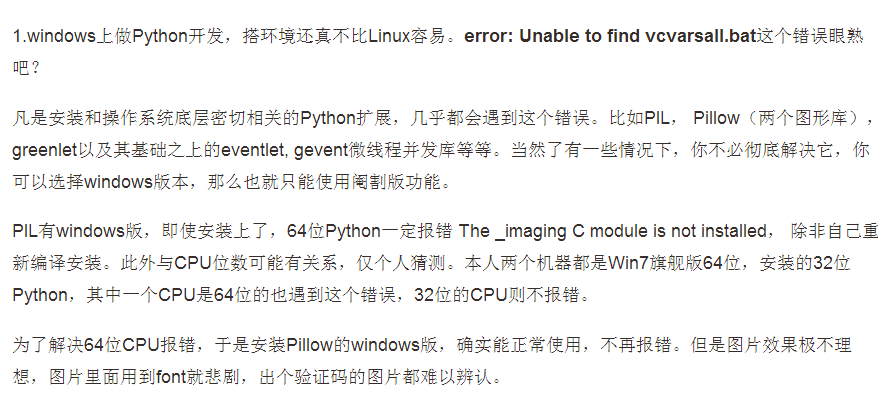 1.windows上做Python开发，搭环境还真不比Linux容易。error: Unable to find vcvarsall.bat这个错误眼熟
吧？
凡是安装和操作系统底层密切相关的Python扩展，几乎都会遇到这个错误。比如PIL， Pillow（两个图形库），
greenlet以及其基础之上的eventlet, gevent微线程并发库等等。当然了有一些情况下，你不必彻底解决它，你
可以选择windows版本，那么也就只能使用阉割版功能。
PIL有windows版，即使安装上了，64位Python一定报错 The _imaging C module is not installed， 除非自己重
新编译安装。此外与CPU位数可能有关系，仅个人猜测。本人两个机器都是Win7旗舰版64位，安装的32位
Python，其中一个CPU是64位的也遇到这个错误，32位的CPU则不报错。
为了解决64位CPU报错，于是安装Pillow的windows版，确实能正常使用，不再报错。但是图片效果极不理
想，图片里面用到font就悲剧，出个验证码的图片都难以辨认。